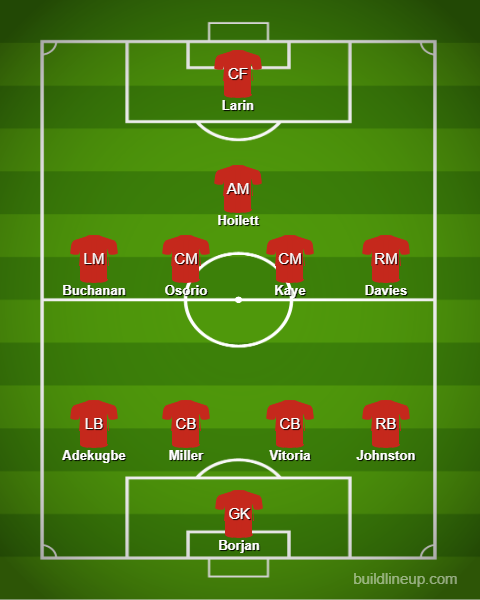 CF
Larin
AM
Hoilett
LM CM CM RM
Buchanan Osorio Kaye Davies
LB CB CB RB
Adekugbe Miller Vitoria Johnston
GK
Borjan
buildlineup.com